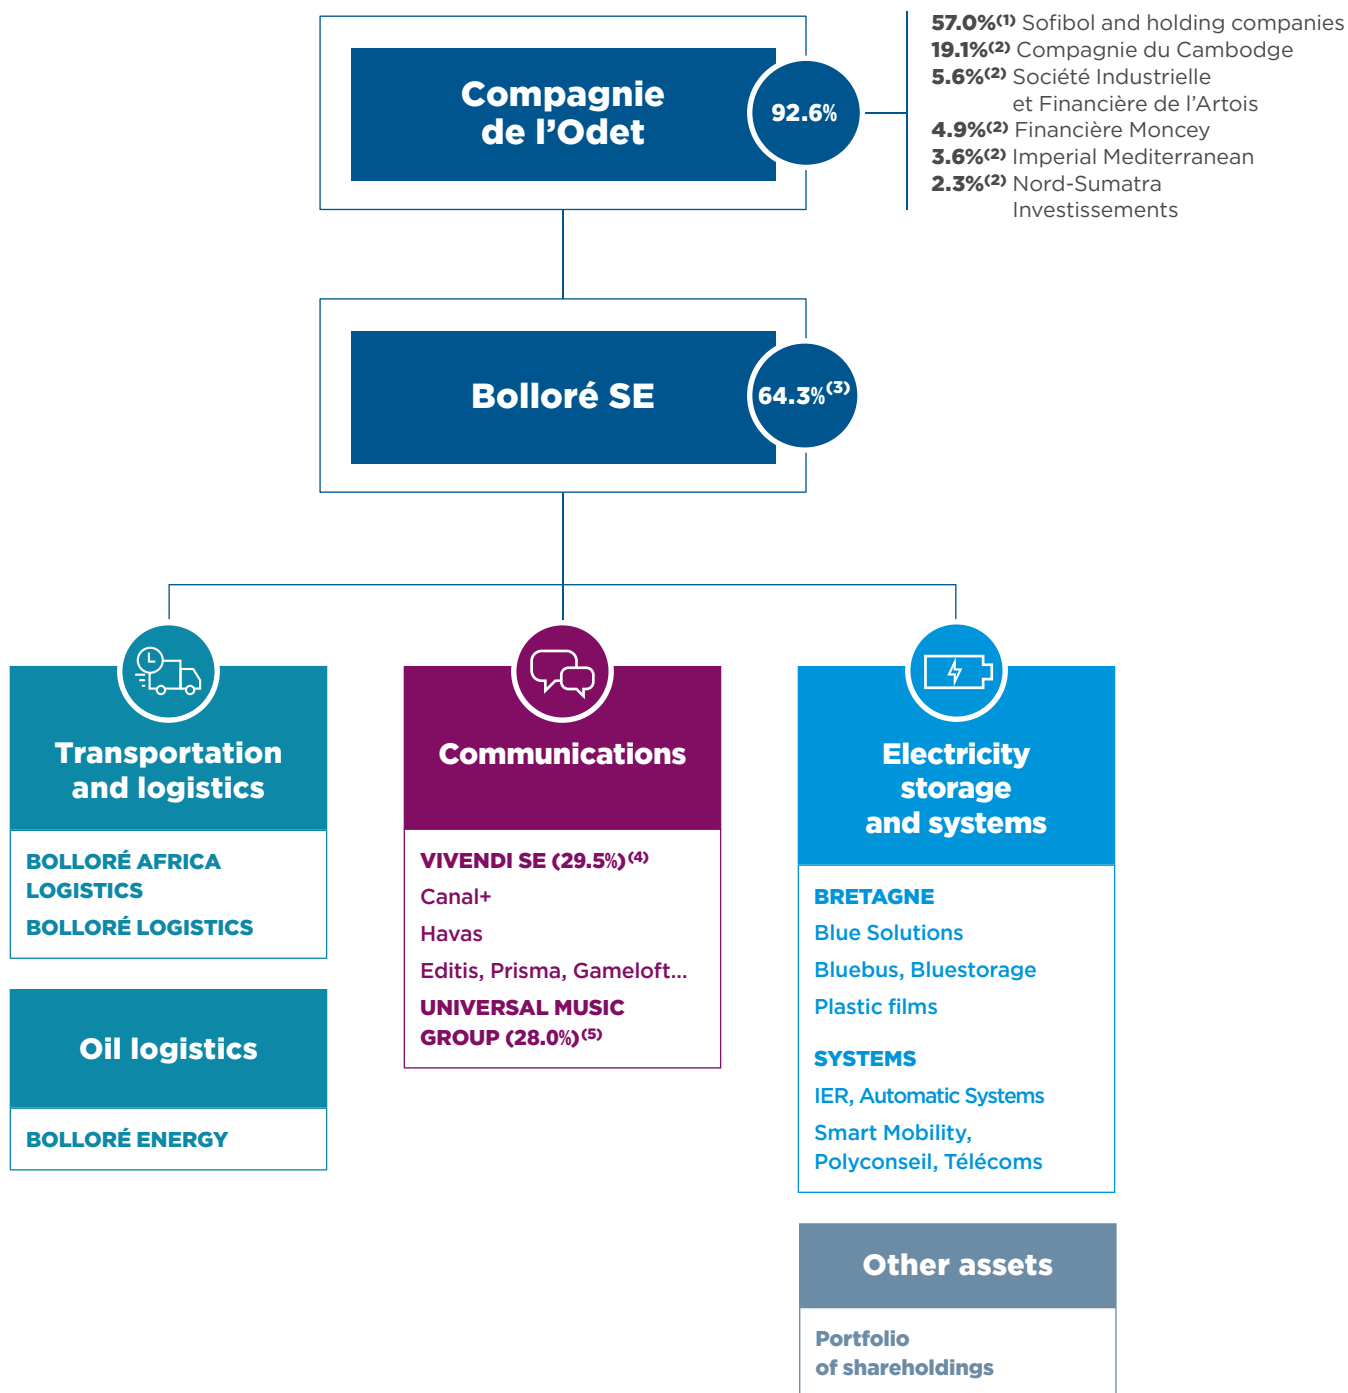 Compagnie
de l’Odet
92.6%
57.0%(1) Sofibol and holding companies
19.1%(2) Compagnie du Cambodge
5.6%(2) Société Industrielle
et Financière de l’Artois
4.9%(2) Financière Moncey
3.6%(2) Imperial Mediterranean
2.3%(2) Nord-Sumatra
Investissements
Bolloré SE
64.3%(3)
Transportation
and logistics
BOLLORÉ AFRICA
LOGISTICS
BOLLORÉ LOGISTICS
Oil logistics
BOLLORÉ ENERGY
Communications
VIVENDI SE (29.5%)(4)
Canal+
Havas
Editis, Prisma, Gameloft...
UNIVERSAL MUSIC
GROUP (28.0%)(5)
Electricity
storage
and systems
BRETAGNE
Blue Solutions
Bluebus, Bluestorage
Plastic films
SYSTEMS
IER, Automatic Systems
Smart Mobility,
Polyconseil, Télécoms
Other assets
Portfolio
of shareholdings